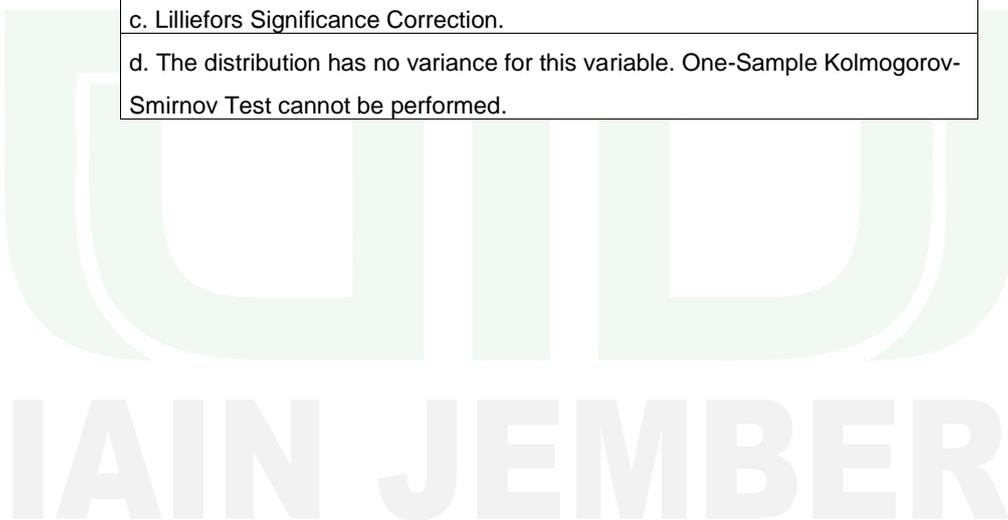 c. Lilliefors Significance Correction.
d. The distribution has no variance for this variable. One-Sample Kolmogorov-
Smirnov Test cannot be performed.
IAIN JEMBER